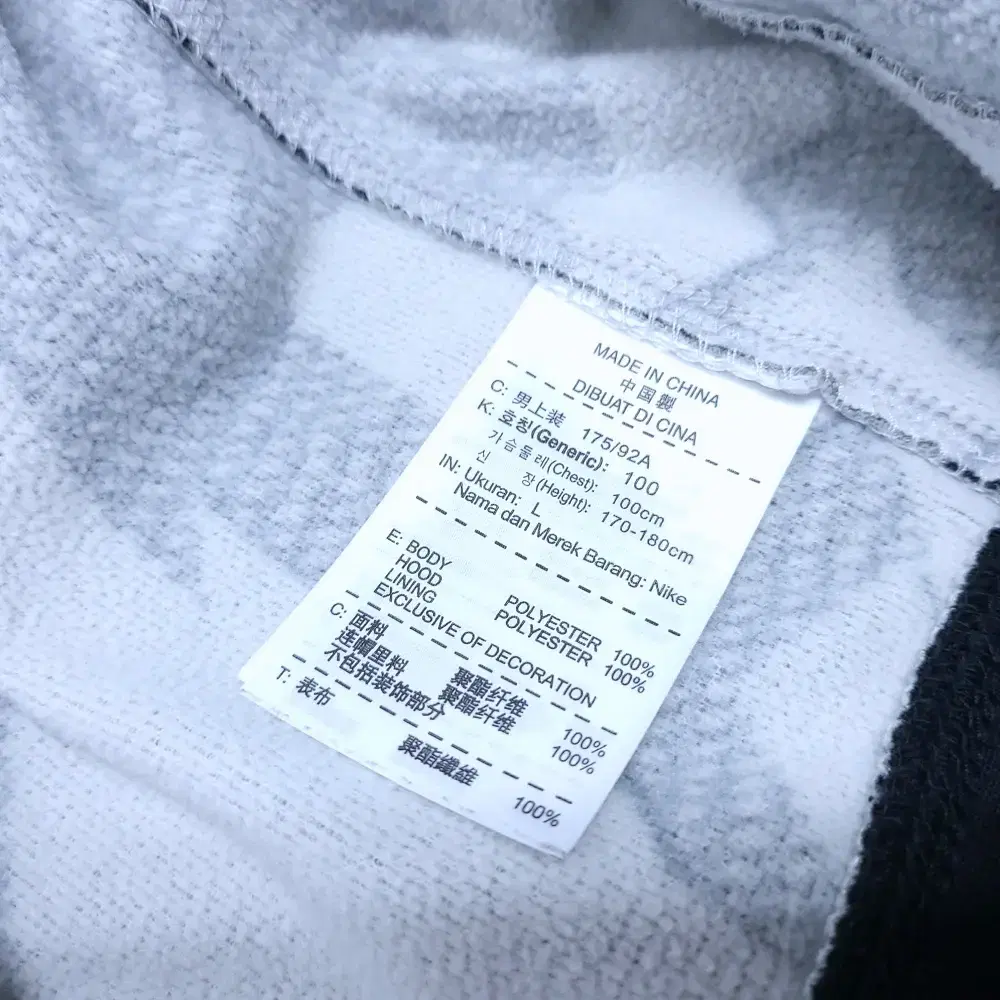 MADE IN CHINA
中国製
DIBUAT DI CINA
C: 男上装 175/92A
K: 호칭(Generic): 100
가슴둘레(Chest): 100cm
신 장(Height): 170-180cm
IN: Ukuran: L
Nama dan Merek Barang: Nike
E: BODY POLYESTER 100%
HOOD LINING POLYESTER 100%
EXCLUSIVE OF DECORATION
C: 面料 聚酯纤维 100%
连帽里料 聚酯纤维 100%
不包括装饰部分
T: 表布 聚酯纖維 100%